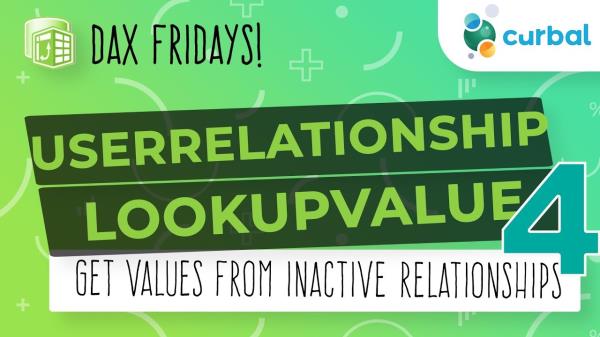 DAX FRIDAYS!
curbal
USERRELATIONSHIP
LOOKUPVALUE
4
GET VALUES FROM INACTIVE RELATIONSHIPS